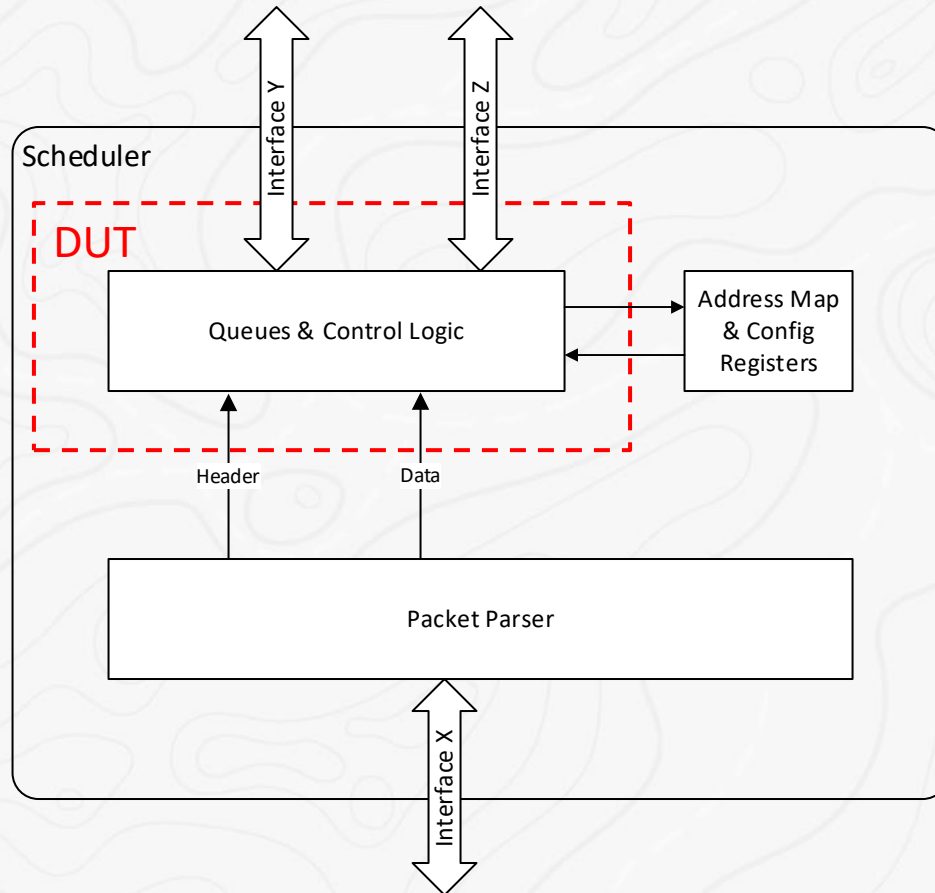 Interface Y
Interface Z
Scheduler
DUT
Queues & Control Logic
Address Map
& Config
Registers
Header
Data
Packet Parser
Interface X